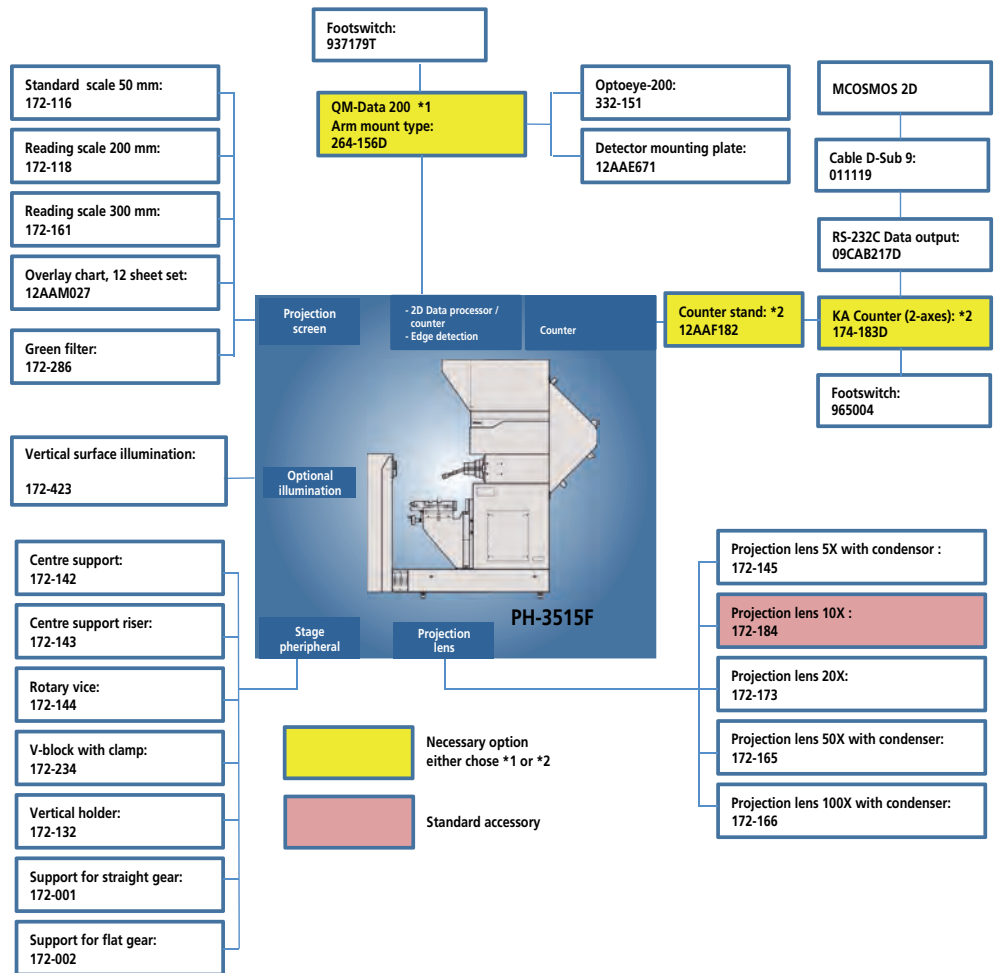 Footswitch:
937179T
Standard scale 50 mm:
172-116
Reading scale 200 mm:
172-118
Reading scale 300 mm:
172-161
Overlay chart, 12 sheet set:
12AAM027
Green filter:
172-286
QM-Data 200 *1
Arm mount type:
264-156D
Optoeye-200:
332-151
Detector mounting plate:
12AAE671
MCOSMOS 2D
Cable D-Sub 9:
011119
RS-232C Data output:
09CAB217D
Counter stand: *2
12AAF182
KA Counter (2-axes): *2
174-183D
Footswitch:
965004
Projection
screen
- 2D Data processor /
counter
- Edge detection
Counter
Vertical surface illumination:
172-423
Optional
illumination
PH-3515F
Stage
pheripheral
Projection
lens
Centre support:
172-142
Centre support riser:
172-143
Rotary vice:
172-144
V-block with clamp:
172-234
Vertical holder:
172-132
Support for straight gear:
172-001
Support for flat gear:
172-002
Necessary option
either chose *1 or *2
Standard accessory
Projection lens 5X with condensor :
172-145
Projection lens 10X :
172-184
Projection lens 20X:
172-173
Projection lens 50X with condenser:
172-165
Projection lens 100X with condenser:
172-166